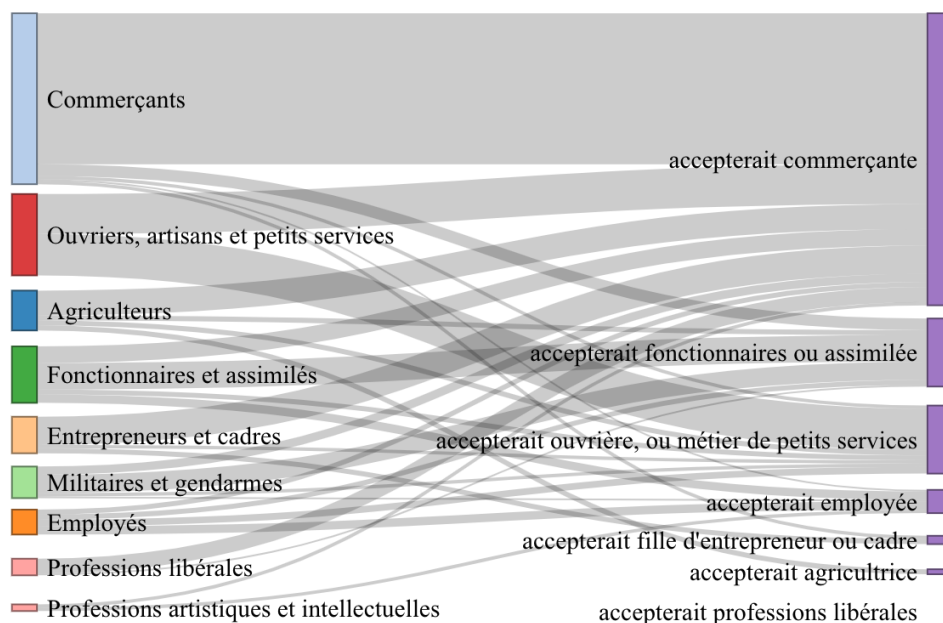 Commerçants
accepterait commerçante
Ouvriers, artisans et petits services
Agriculteurs
accepterait fonctionnaires ou assimilée
Fonctionnaires et assimilés
Entrepreneurs et cadres
accepterait ouvrière, ou métier de petits services
Militaires et gendarmes
accepterait employée
Employés
accepterait fille d'entrepreneur ou cadre
Professions libérales
accepterait agricultrice
Professions artistiques et intellectuelles
accepterait professions libérales